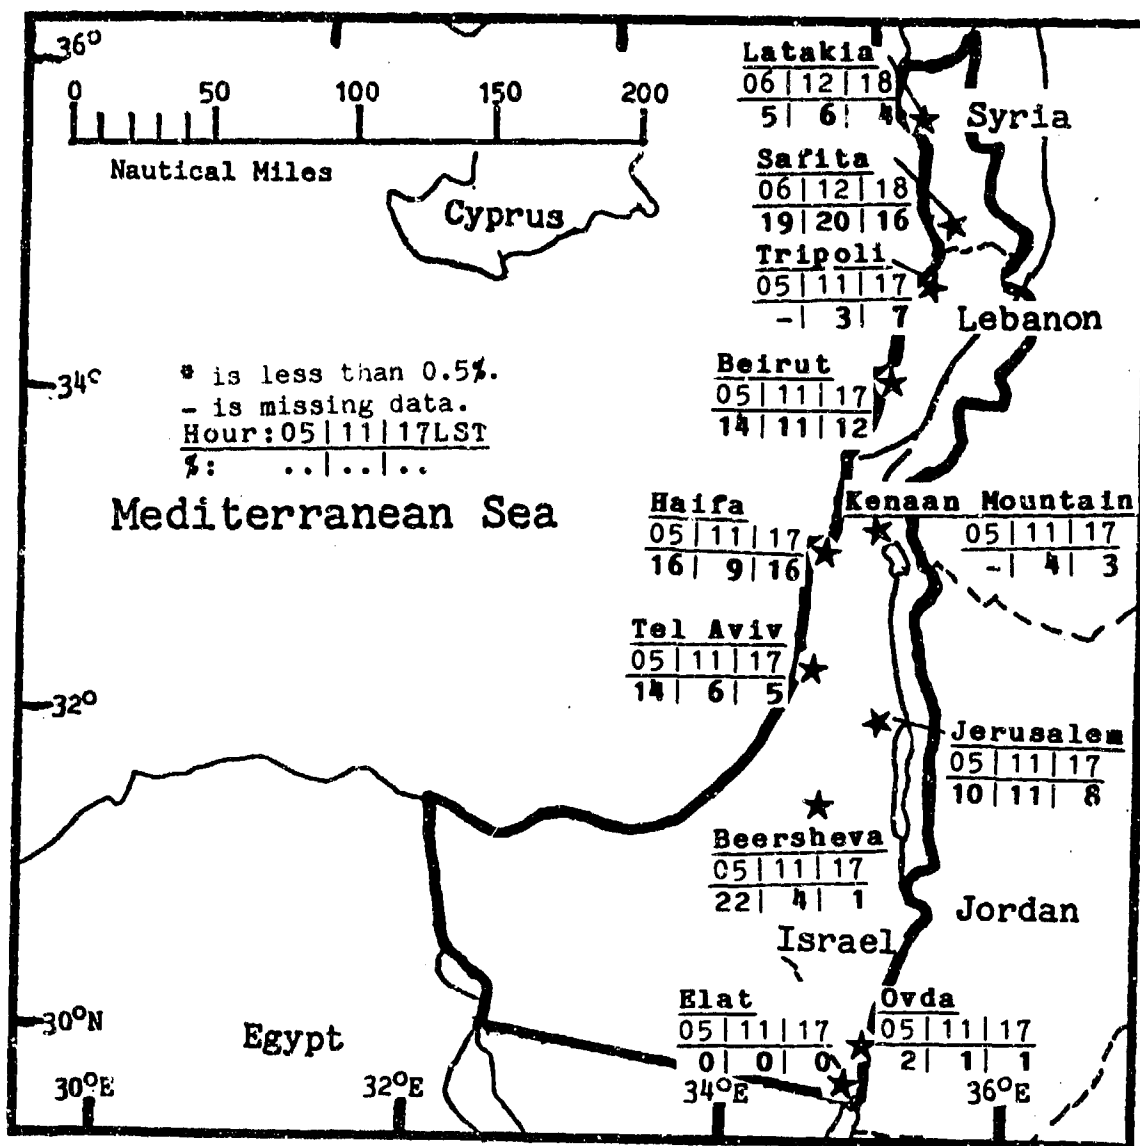 36°
0 50 100 150 200
Nautical Miles
Cyprus
Latakia
06|12|18
5| 6| 4
Syria
Safita
06|12|18
19|20|16
Tripoli
05|11|17
-| 3| 7
Lebanon
34°
* is less than 0.5%.
- is missing data.
Hour:05|11|17LST
%: ..|..|..
Beirut
05|11|17
14|11|12
Mediterranean Sea
Haifa
05|11|17
16| 9|16
Kenaan Mountain
05|11|17
-| 4| 3
Tel Aviv
05|11|17
14| 6| 5
32°
Jerusalem
05|11|17
10|11| 8
Beersheva
05|11|17
22| 4| 1
Jordan
Israel
Elat
05|11|17
0| 0| 0
Ovda
05|11|17
2| 1| 1
30°N
Egypt
30°E 32°E 34°E 36°E